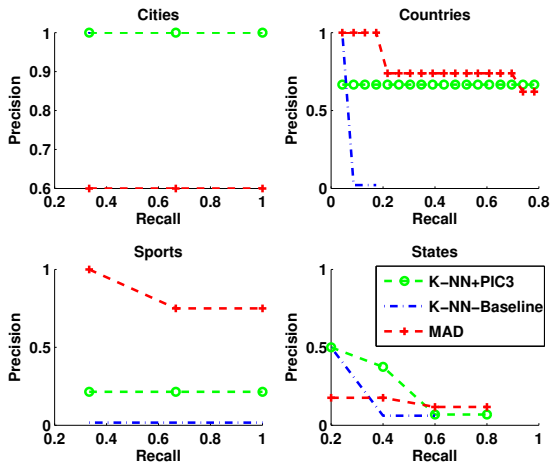 Cities
Precision
1
0.9
0.8
0.7
0.6
0.2 0.4 0.6 0.8 1
Recall
Countries
Precision
1
0.5
0
0 0.2 0.4 0.6 0.8
Recall
Sports
Precision
1
0.5
0
0.2 0.4 0.6 0.8 1
Recall
States
Precision
1
0.5
0
0.2 0.4 0.6 0.8 1
Recall
K−NN+PIC3
K−NN−Baseline
MAD